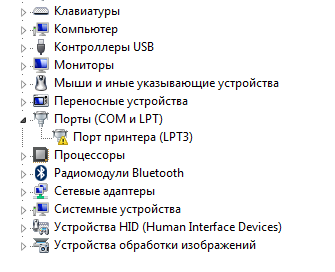 Клавиатуры
Компьютер
Контроллеры USB
Мониторы
Мыши и иные указывающие устройства
Переносные устройства
Порты (COM и LPT)
Порт принтера (LPT3)
Процессоры
Радиомодули Bluetooth
Сетевые адаптеры
Системные устройства
Устройства HID (Human Interface Devices)
Устройства обработки изображений